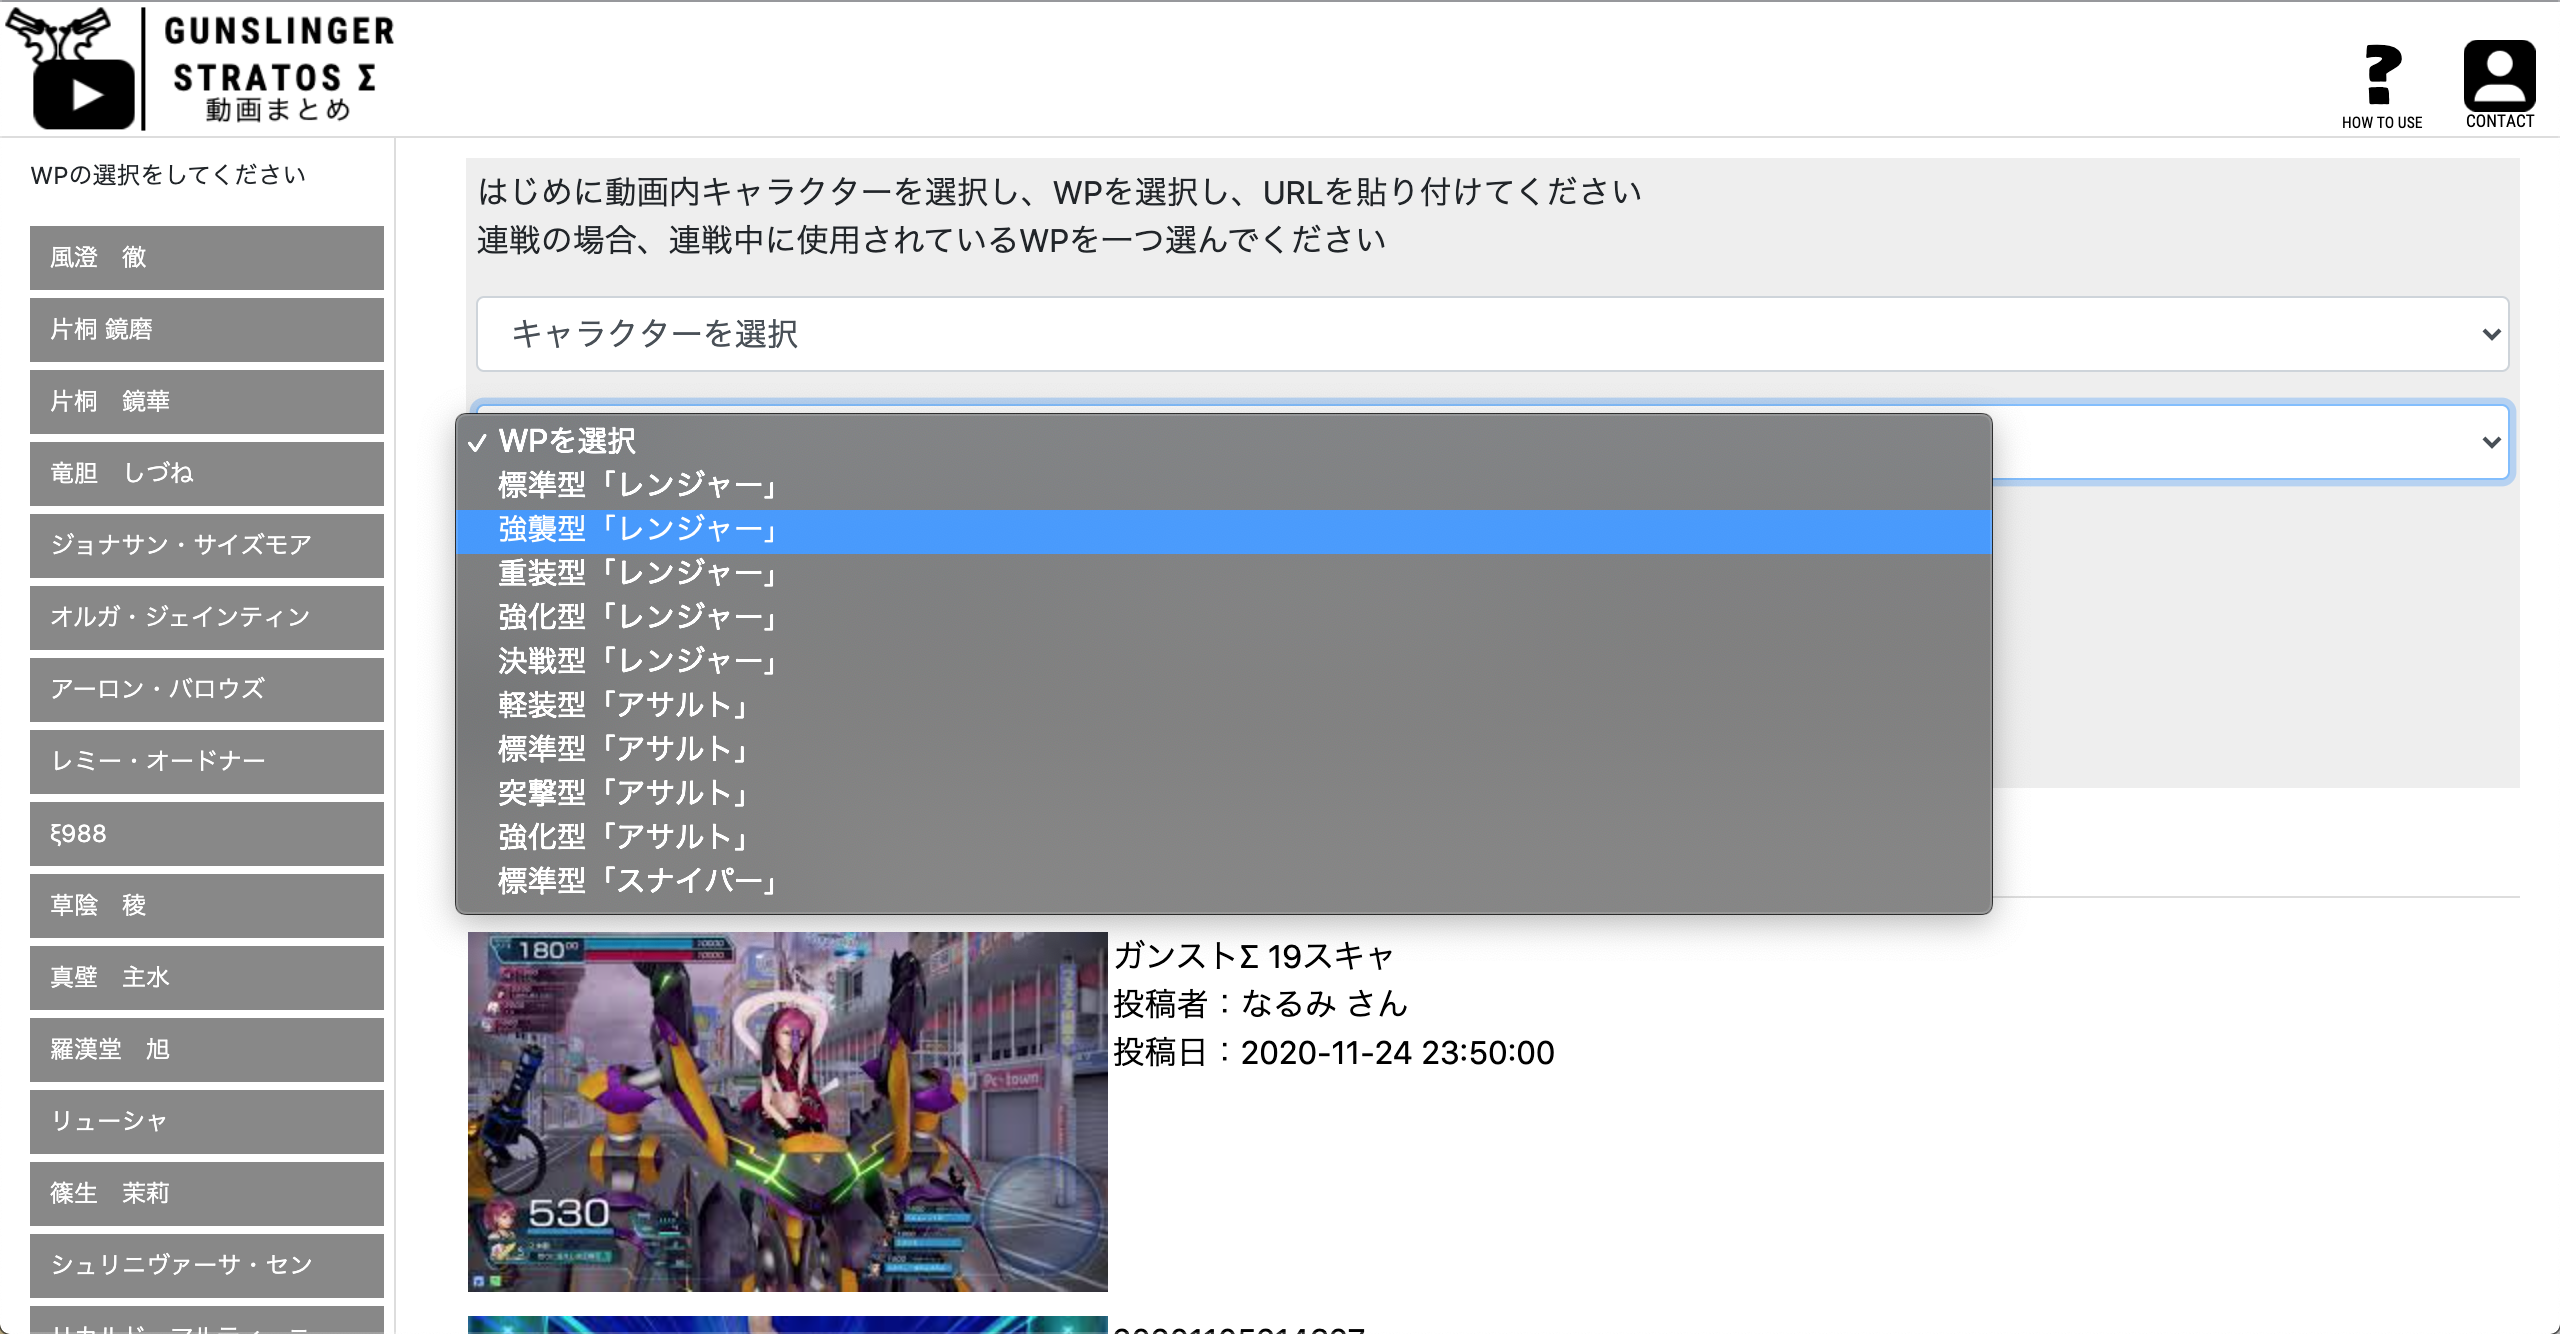 GUNSLINGER
STRATOS Σ
動画まとめ
HOW TO USE
CONTACT
WPの選択をしてください
風澄　徹
片桐 鏡磨
片桐　鏡華
竜胆　しづね
ジョナサン・サイズモア
オルガ・ジェインティン
アーロン・バロウズ
レミー・オードナー
ξ988
草陰　稜
真壁　主水
羅漢堂　旭
リューシャ
篠生　茉莉
シュリニヴァーサ・セン
はじめに動画内キャラクターを選択し、WPを選択し、URLを貼り付けてください
連戦の場合、連戦中に使用されているWPを一つ選んでください
キャラクターを選択
✓ WPを選択
標準型「レンジャー」
強襲型「レンジャー」
重装型「レンジャー」
強化型「レンジャー」
決戦型「レンジャー」
軽装型「アサルト」
標準型「アサルト」
突撃型「アサルト」
強化型「アサルト」
標準型「スナイパー」
180
Pc-town
530
ガンストΣ 19スキャ
投稿者：なるみ さん
投稿日：2020-11-24 23:50:00